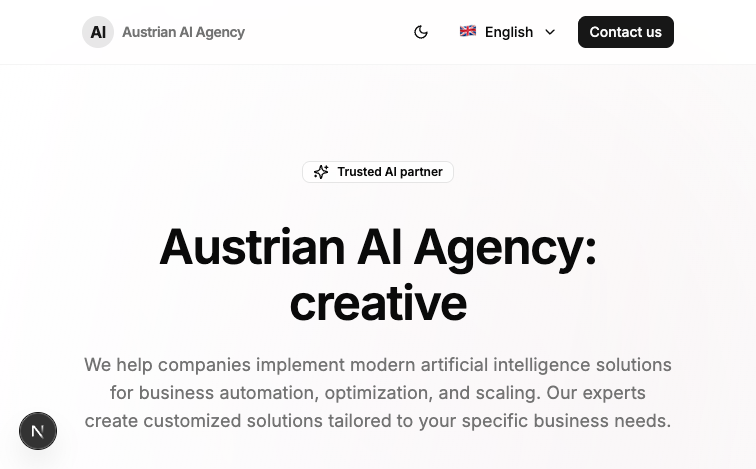 AI
Austrian AI Agency
English
Contact us
Trusted AI partner
Austrian AI Agency:
creative
We help companies implement modern artificial intelligence solutions
for business automation, optimization, and scaling. Our experts
create customized solutions tailored to your specific business needs.
N